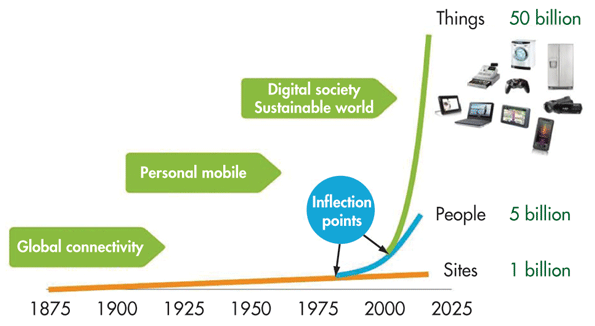 Things 50 billion
Digital society
Sustainable world
Personal mobile
Inflection
points
People 5 billion
Global connectivity
Sites 1 billion
1875 1900 1925 1950 1975 2000 2025